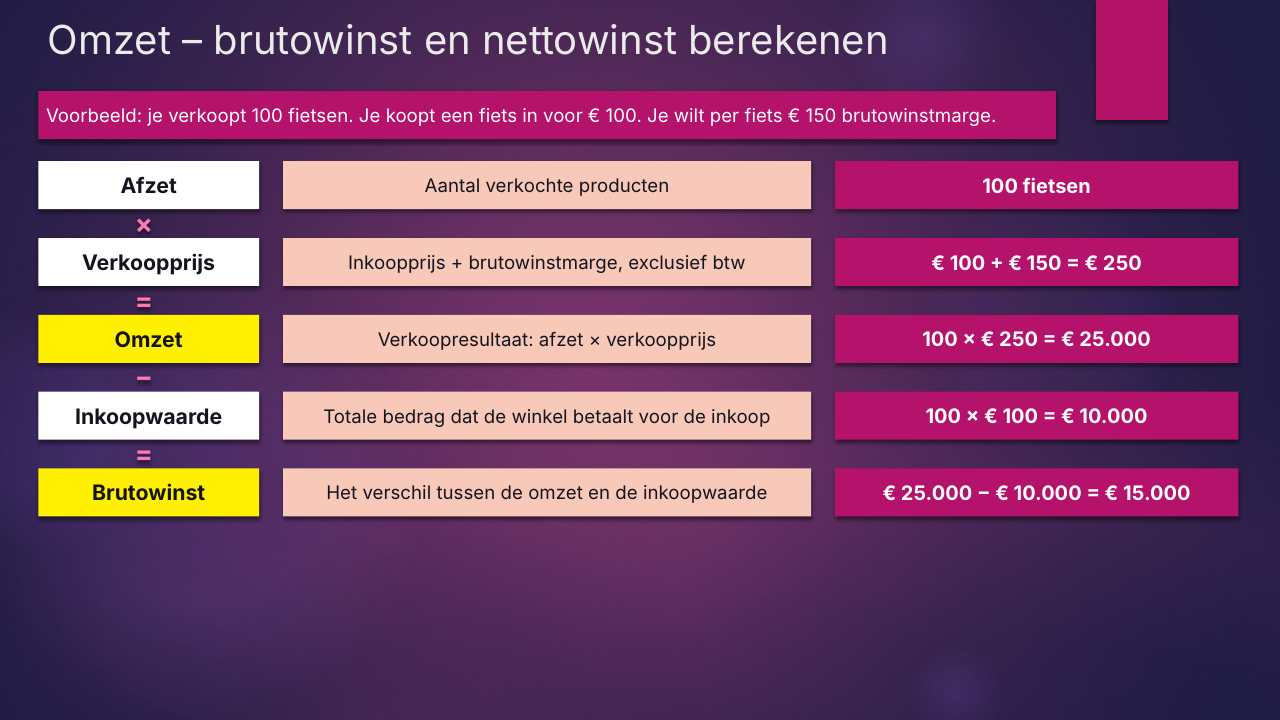 Omzet – brutowinst en nettowinst berekenen
Voorbeeld: je verkoopt 100 fietsen. Je koopt een fiets in voor € 100. Je wilt per fiets € 150 brutowinstmarge.
Afzet
Aantal verkochte producten
100 fietsen
×
Verkoopprijs
Inkoopprijs + brutowinstmarge, exclusief btw
€ 100 + € 150 = € 250
=
Omzet
Verkoopresultaat: afzet × verkoopprijs
100 × € 250 = € 25.000
–
Inkoopwaarde
Totale bedrag dat de winkel betaalt voor de inkoop
100 × € 100 = € 10.000
=
Brutowinst
Het verschil tussen de omzet en de inkoopwaarde
€ 25.000 – € 10.000 = € 15.000